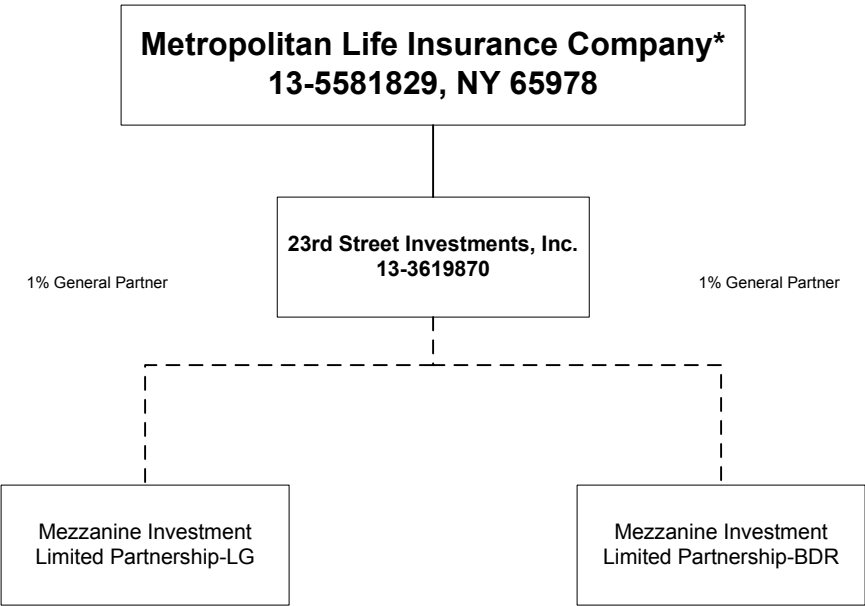 Metropolitan Life Insurance Company*
13-5581829, NY 65978
23rd Street Investments, Inc.
13-3619870
1% General Partner
1% General Partner
Mezzanine Investment
Limited Partnership-LG
Mezzanine Investment
Limited Partnership-BDR